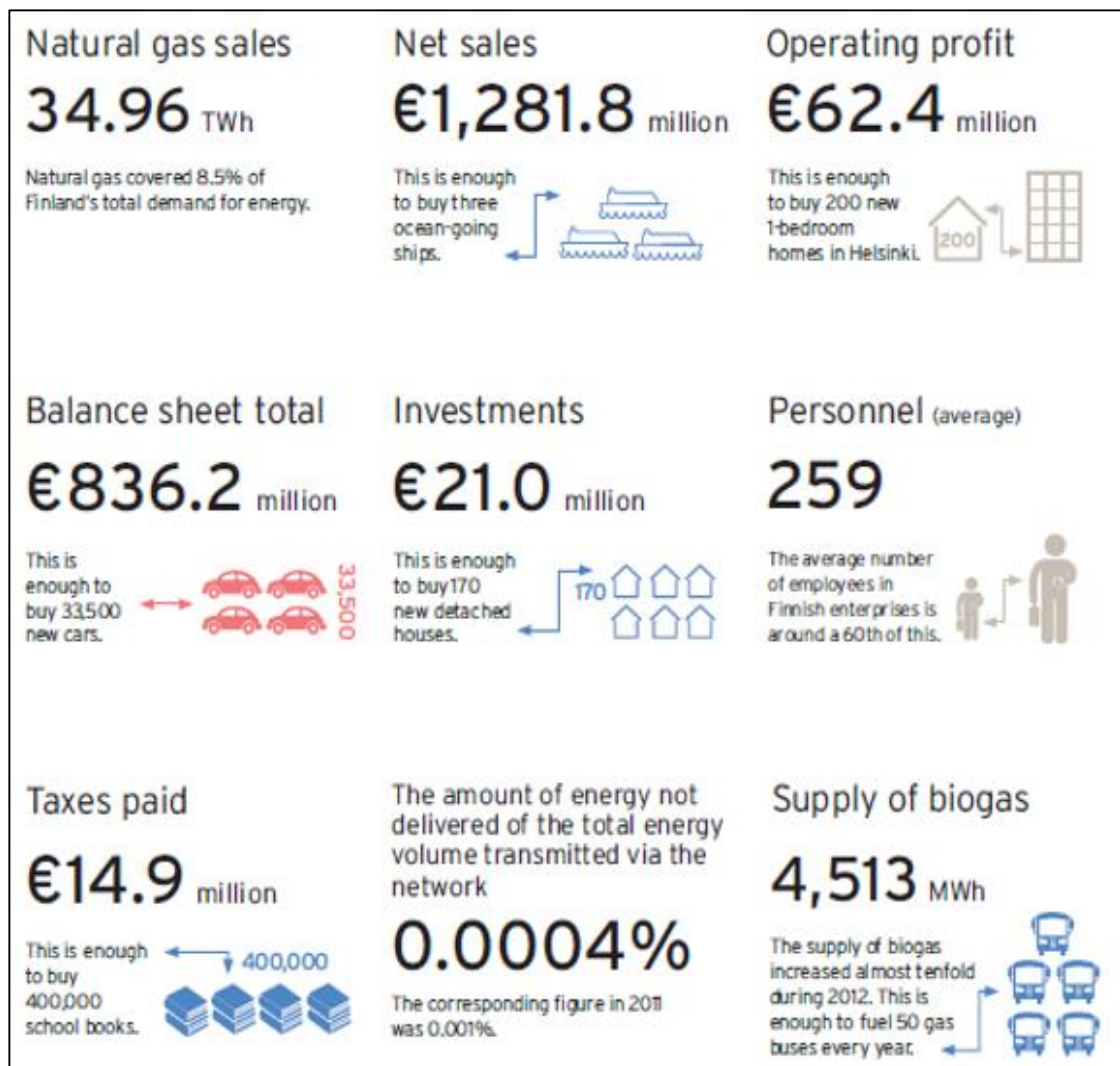 Natural gas sales
34.96 TWh
Natural gas covered 8.5% of
Finland's total demand for energy.
Net sales
€1,281.8 million
This is enough
to buy three
ocean-going
ships.
Operating profit
€62.4 million
This is enough
to buy 200 new
1-bedroom
homes in Helsinki.
200
Balance sheet total
€836.2 million
This is
enough to
buy 33,500
new cars.
33,500
Investments
€21.0 million
This is enough
to buy 170
new detached
houses.
170
Personnel (average)
259
The average number
of employees in
Finnish enterprises is
around a 60th of this.
Taxes paid
€14.9 million
This is enough
to buy
400,000
school books.
400,000
The amount of energy not
delivered of the total energy
volume transmitted via the
network
0.0004%
The corresponding figure in 2011
was 0.001%.
Supply of biogas
4,513 MWh
The supply of biogas
increased almost tenfold
during 2012. This is
enough to fuel 50 gas
buses every year.